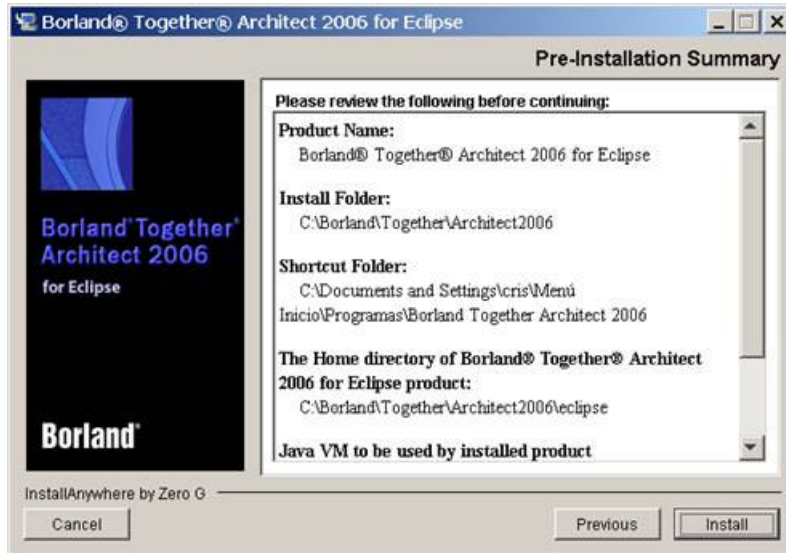 Borland® Together® Architect 2006 for Eclipse
Pre-Installation Summary
Borland® Together®
Architect 2006
for Eclipse
Borland®
Please review the following before continuing:
Product Name:
Borland® Together® Architect 2006 for Eclipse
Install Folder:
C:\Borland\Together\Architect2006
Shortcut Folder:
C:\Documents and Settings\cris\Menú
Inicio\Programas\Borland Together Architect 2006
The Home directory of Borland® Together® Architect
2006 for Eclipse product:
C:\Borland\Together\Architect2006\eclipse
Java VM to be used by installed product
InstallAnywhere by Zero G
Cancel
Previous
Install